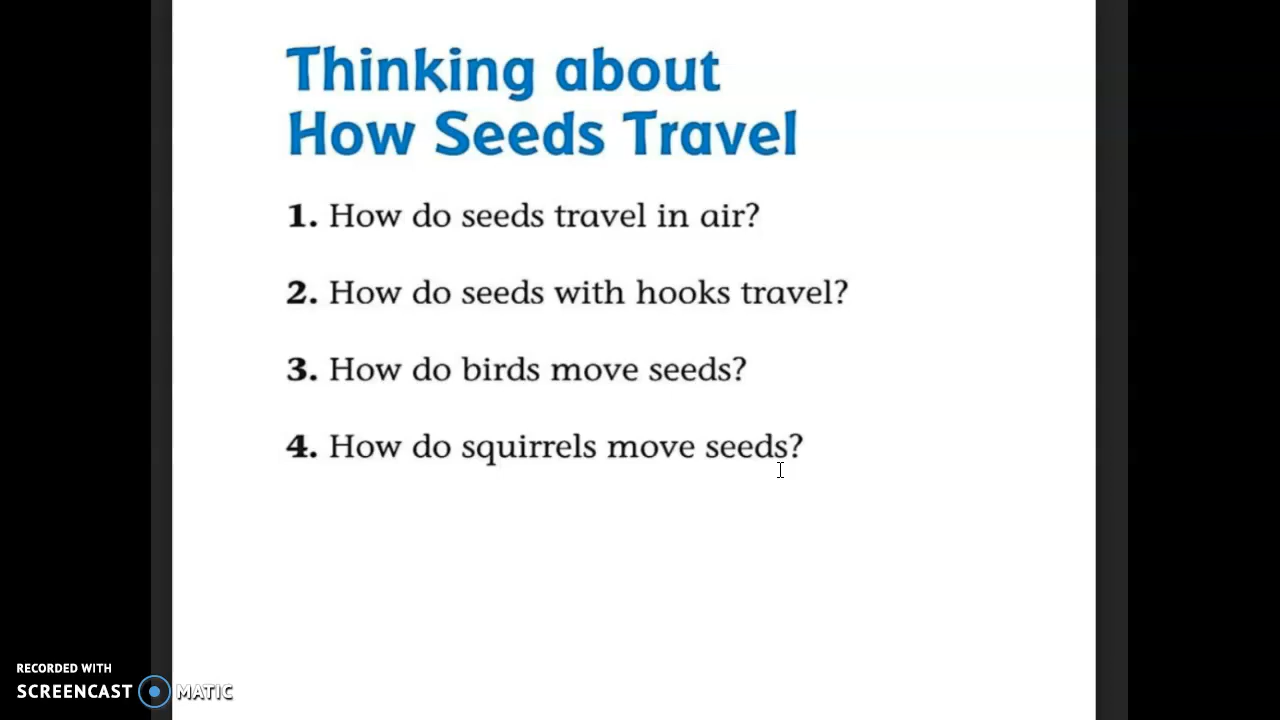 Thinking about
How Seeds Travel
1. How do seeds travel in air?
2. How do seeds with hooks travel?
3. How do birds move seeds?
4. How do squirrels move seeds?
RECORDED WITH
SCREENCAST MATIC